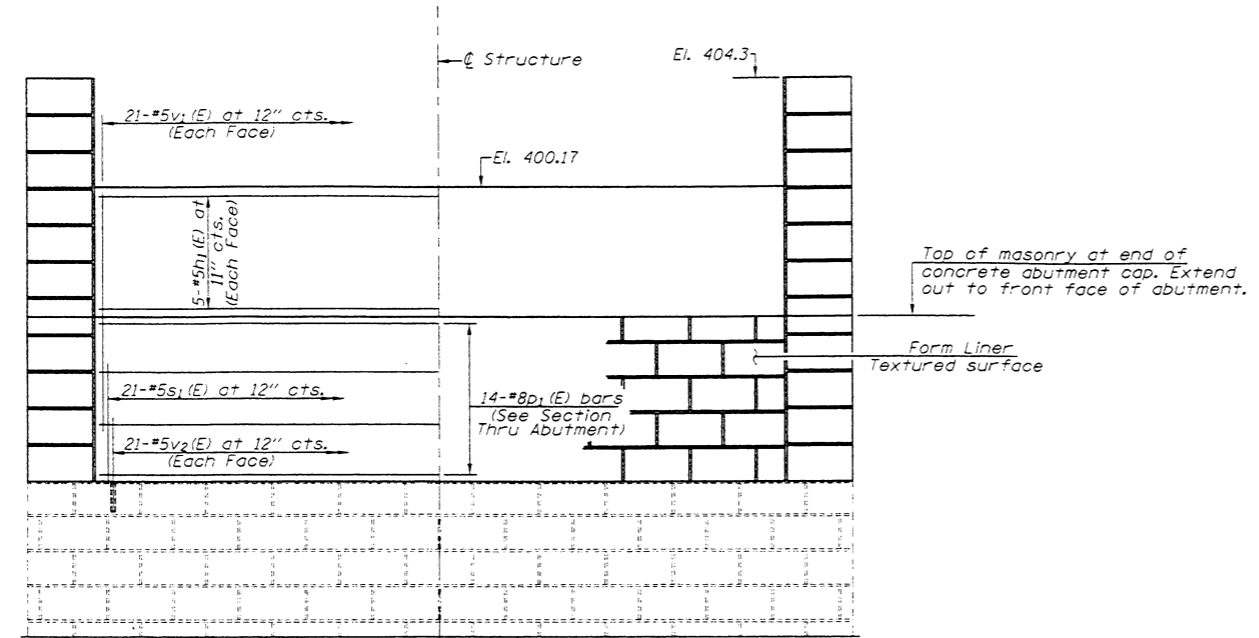 ℄ Structure
El. 404.3
21-#5v1(E) at 12" cts.
(Each Face)
El. 400.17
5-#5h1(E) at
11" cts.
(Each Face)
Top of masonry at end of
concrete abutment cap. Extend
out to front face of abutment.
Form Liner
Textured surface
21-#5s1(E) at 12" cts.
14-#8p1(E) bars
(See Section
Thru Abutment)
21-#5v2(E) at 12" cts.
(Each Face)